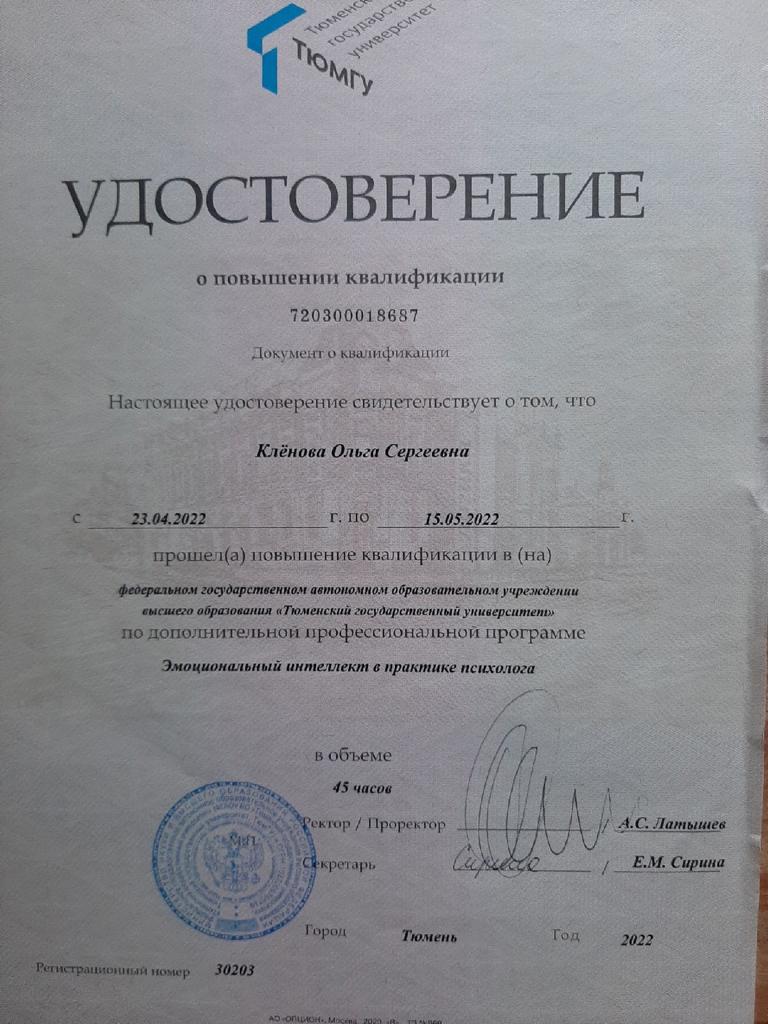 Тюменский
государственный
университет
ТЮМГУ
УДОСТОВЕРЕНИЕ
о повышении квалификации
720300018687
Документ о квалификации
Настоящее удостоверение свидетельствует о том, что
Клёнова Ольга Сергеевна
с 23.04.2022 г. по 15.05.2022 г.
прошел(а) повышение квалификации в (на)
федеральном государственном автономном образовательном учреждении
высшего образования «Тюменский государственный университет»
по дополнительной профессиональной программе
Эмоциональный интеллект в практике психолога
в объеме
45 часов
Ректор / Проректор / А.С. Латышев
М.П.
Секретарь / Е.М. Сирина
Город Тюмень Год 2022
Регистрационный номер 30203
АО «ОПЦИОН», Москва, 2020